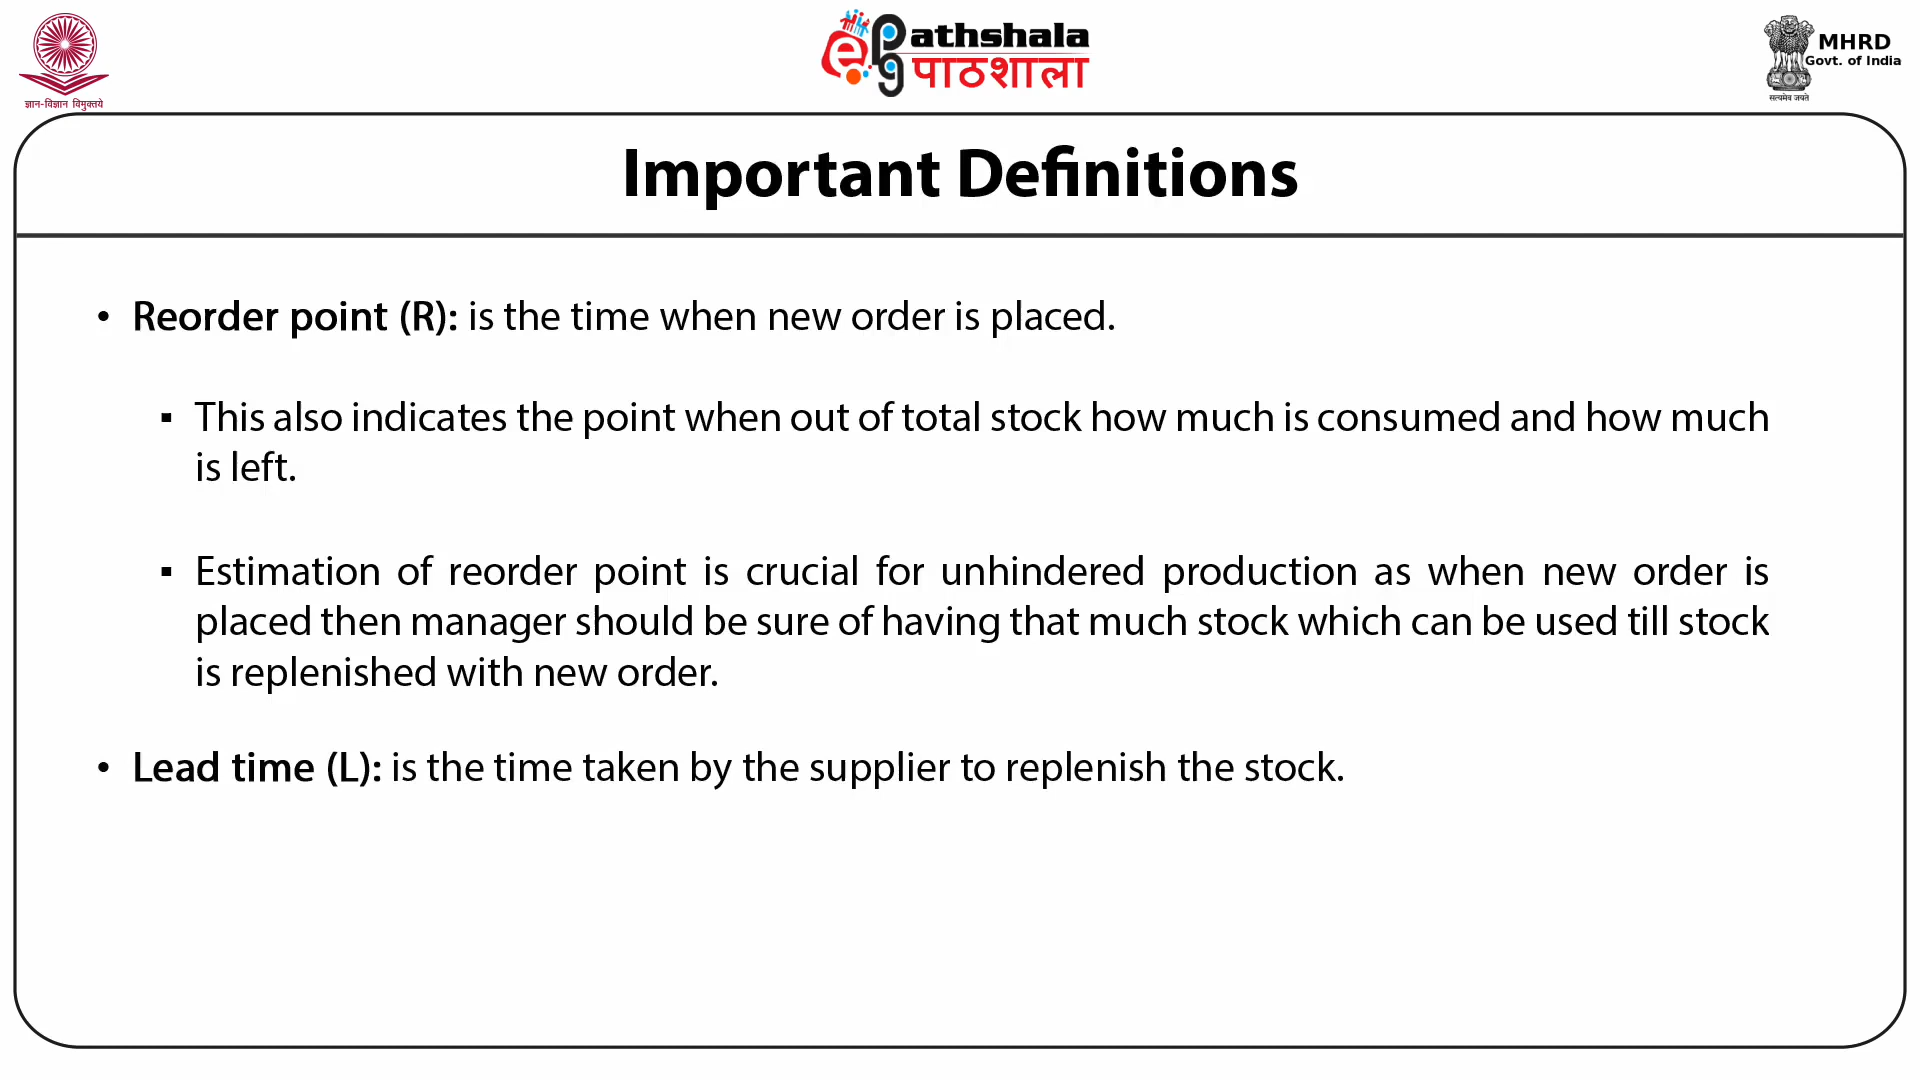 ज्ञान-विज्ञान विमुक्तये
e PG athshala
पाठशाला
सत्यमेव जयते
MHRD
Govt. of India
Important Definitions
• Reorder point (R): is the time when new order is placed.
▪ This also indicates the point when out of total stock how much is consumed and how much
is left.
▪ Estimation of reorder point is crucial for unhindered production as when new order is
placed then manager should be sure of having that much stock which can be used till stock
is replenished with new order.
• Lead time (L): is the time taken by the supplier to replenish the stock.